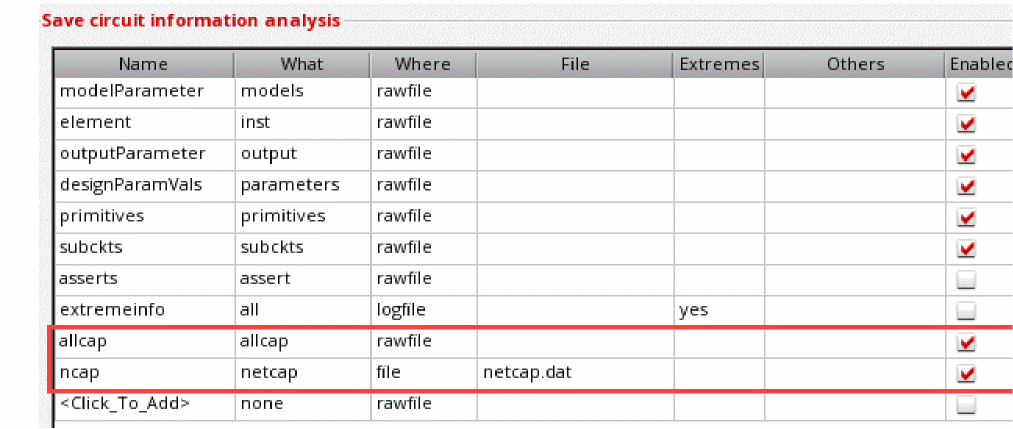 Save circuit information analysis
Name What Where File Extremes Others Enabled
modelParameter models rawfile
element inst rawfile
outputParameter output rawfile
designParamVals parameters rawfile
primitives primitives rawfile
subckts subckts rawfile
asserts assert rawfile
extremeinfo all logfile yes
allcap allcap rawfile
ncap netcap file netcap.dat
<Click_To_Add> none rawfile